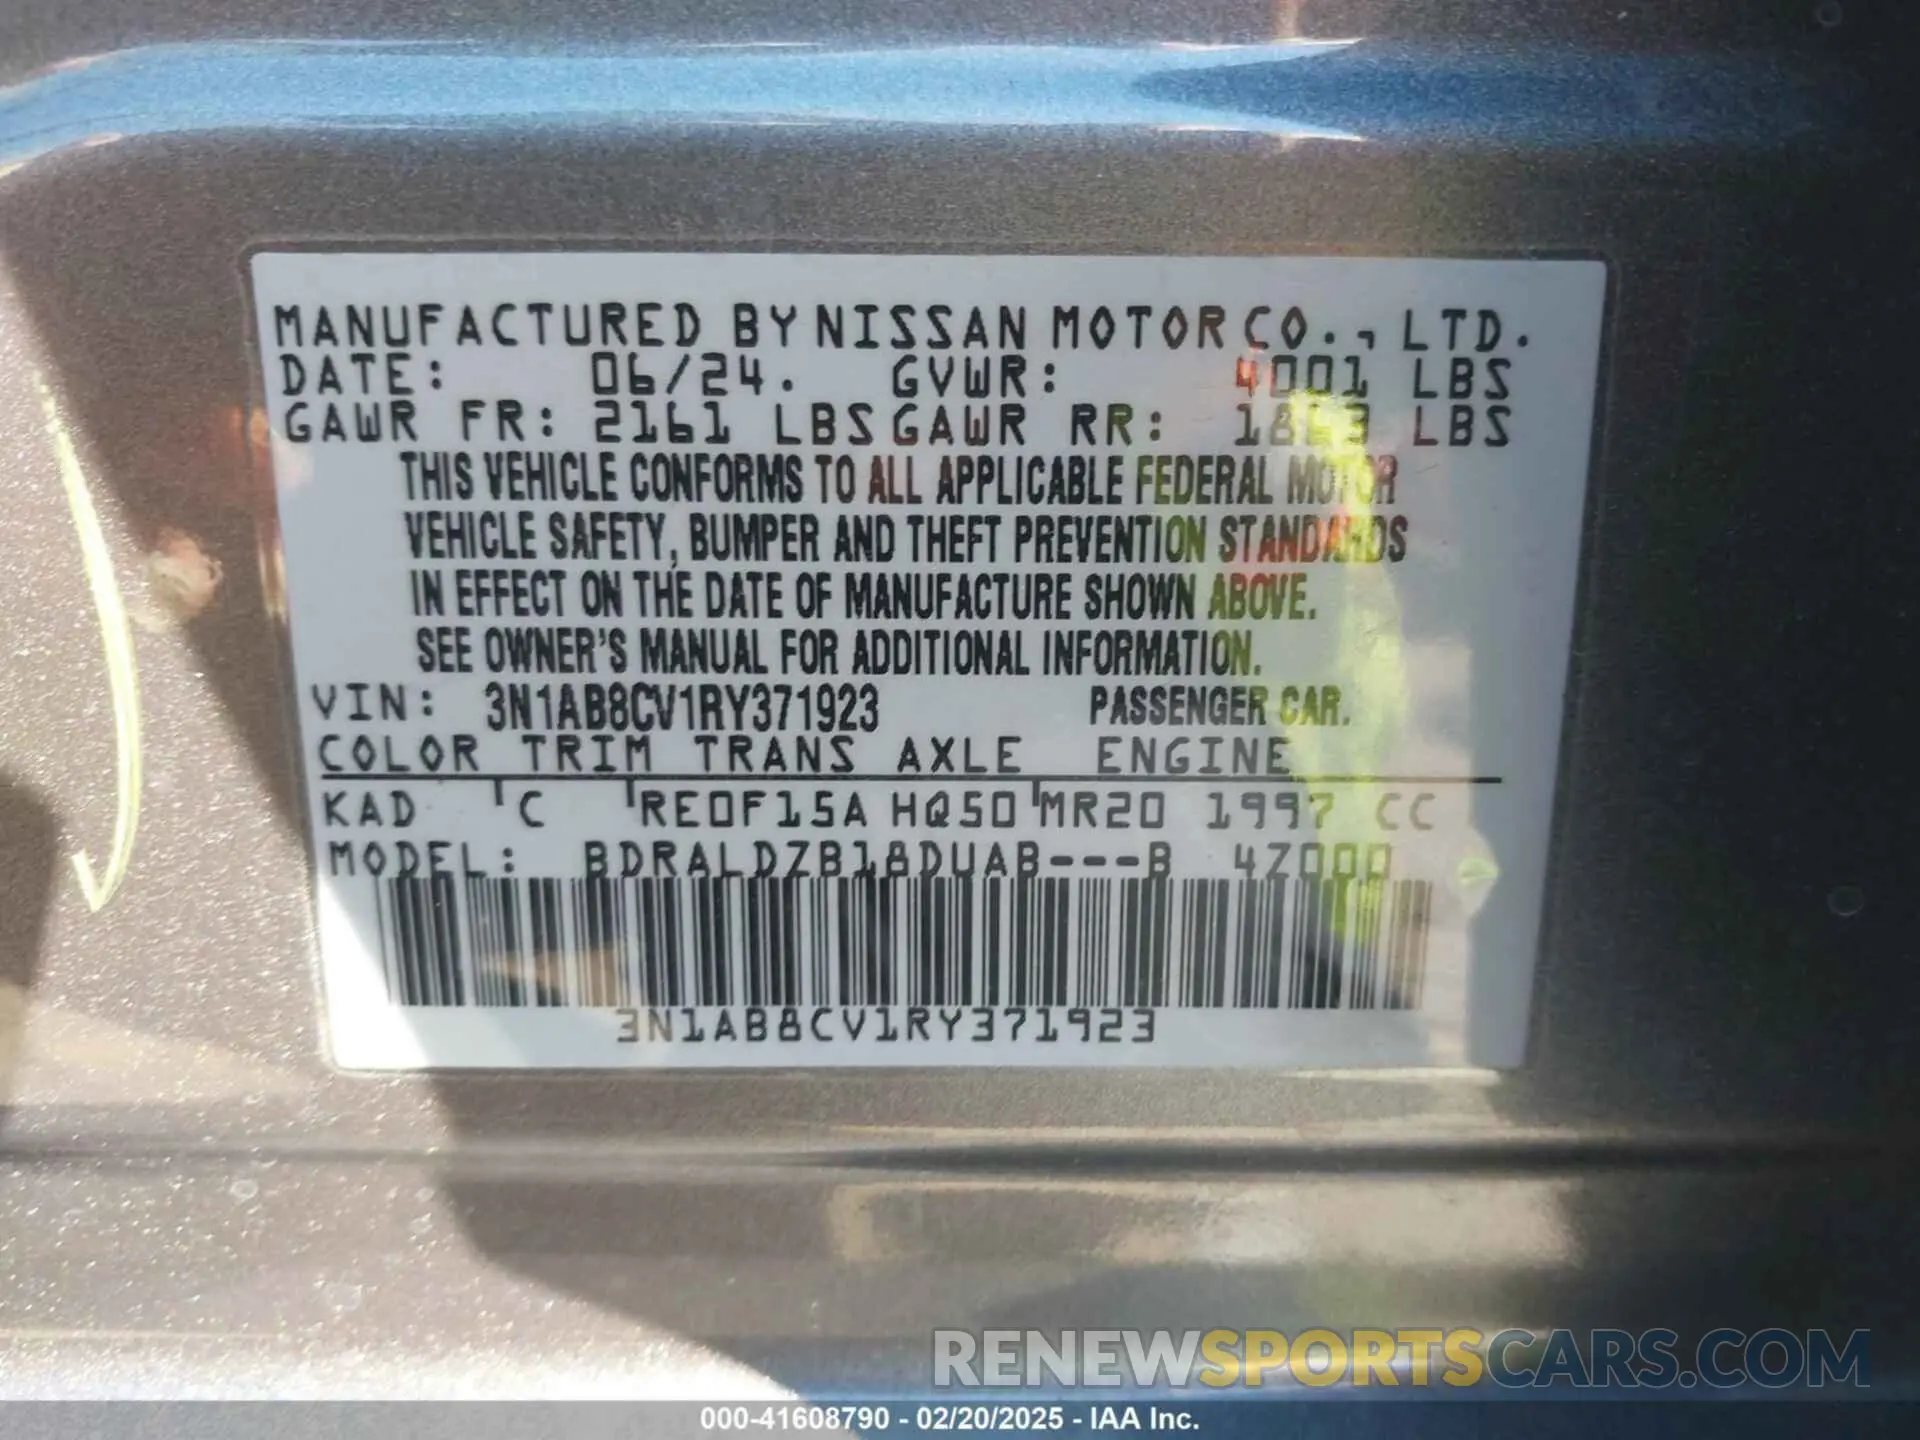 MANUFACTURED BY NISSAN MOTOR CO., LTD.
DATE: 06/24. GVWR: 4001 LBS
GAWR FR: 2161 LBS GAWR RR: 1863 LBS
THIS VEHICLE CONFORMS TO ALL APPLICABLE FEDERAL MOTOR
VEHICLE SAFETY, BUMPER AND THEFT PREVENTION STANDARDS
IN EFFECT ON THE DATE OF MANUFACTURE SHOWN ABOVE.
SEE OWNER'S MANUAL FOR ADDITIONAL INFORMATION.
VIN: 3N1AB8CV1RY371923 PASSENGER CAR.
COLOR TRIM TRANS AXLE ENGINE
KAD C RE0F15A HQ50 MR20 1997 CC
MODEL: BDRALDZB18DUAB---B 4Z000
3N1AB8CV1RY371923
RENEWSPORTSCARS.COM
000-41608790 - 02/20/2025 - IAA Inc.